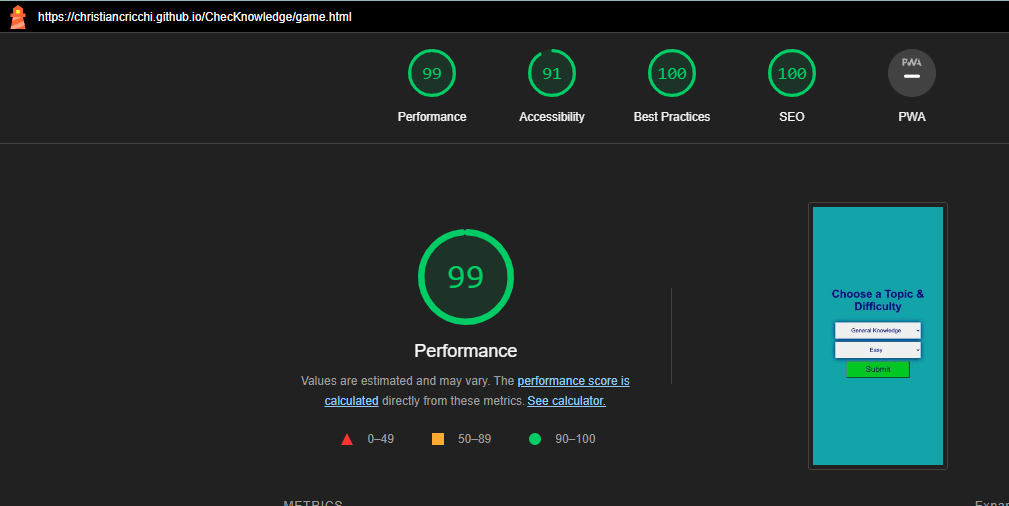 https://christiancricchi.github.io/ChecKnowledge/game.html
99
91
100
100
PWA
Performance
Accessibility
Best Practices
SEO
PWA
99
Performance
Values are estimated and may vary. The performance score is
calculated directly from these metrics. See calculator.
0–49
50–89
90–100
Choose a Topic &
Difficulty
General Knowledge
Easy
Submit
METRICS